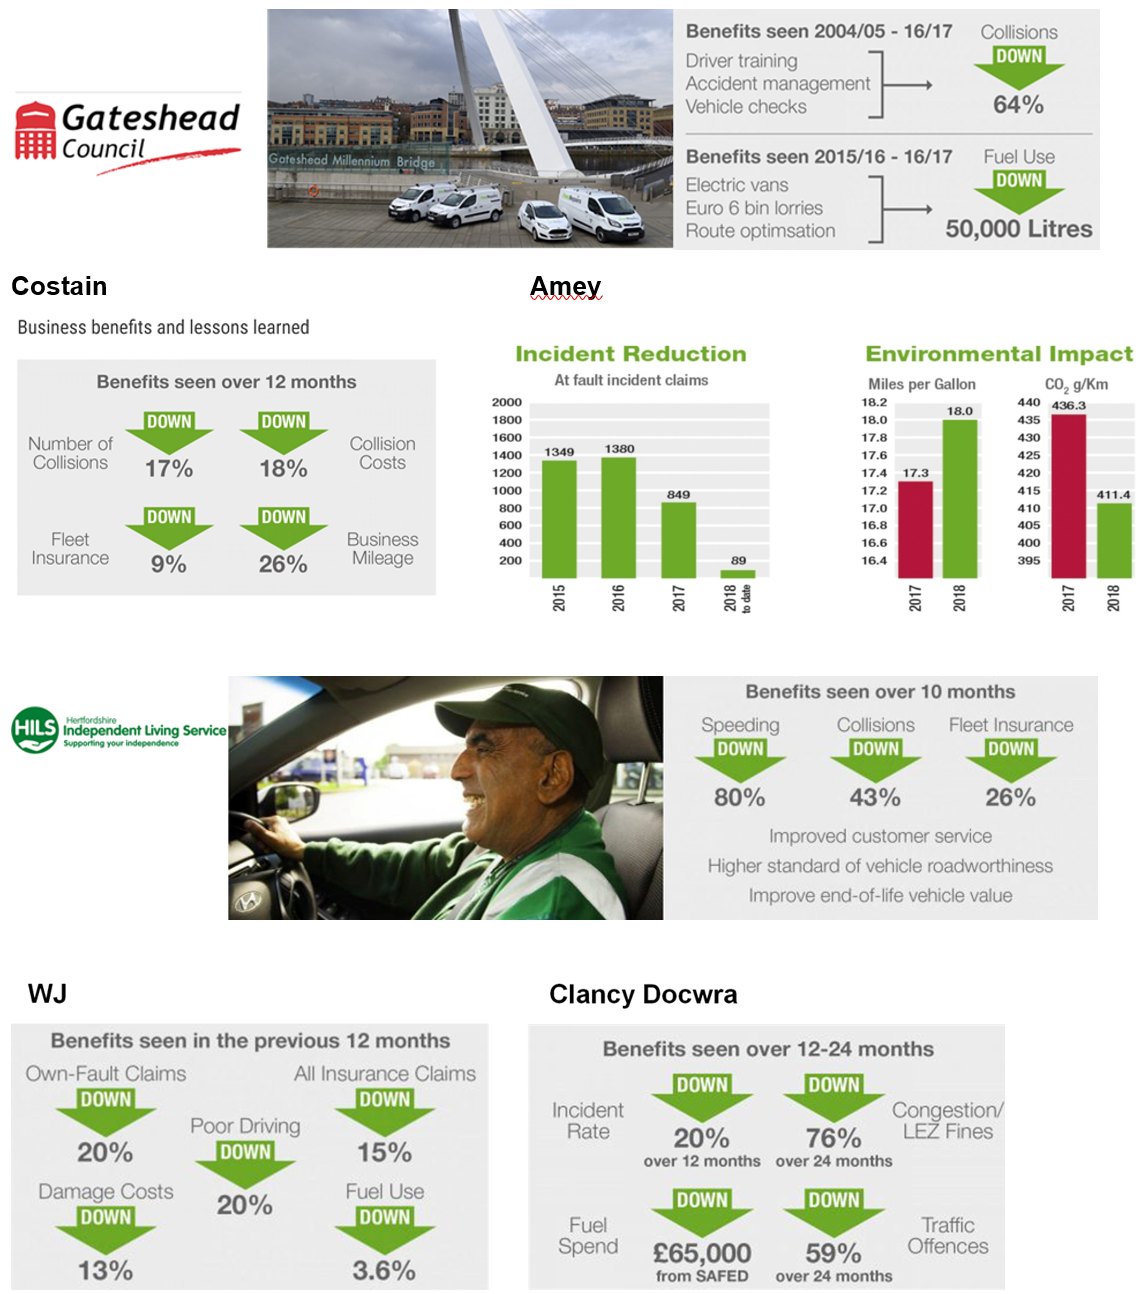 Gateshead
Council
Gateshead Millennium Bridge
Benefits seen 2004/05 - 16/17
Driver training
Accident management
Vehicle checks
Collisions
DOWN
64%
Benefits seen 2015/16 - 16/17
Electric vans
Euro 6 bin lorries
Route optimsation
Fuel Use
DOWN
50,000 Litres
Costain
Business benefits and lessons learned
Benefits seen over 12 months
Number of
Collisions
DOWN
17%
DOWN
18%
Collision
Costs
Fleet
Insurance
DOWN
9%
DOWN
26%
Business
Mileage
Amey
Incident Reduction
At fault incident claims
2000
1800
1600
1400
1200
1000
800
600
400
200
1349
1380
849
89
2015
2016
2017
2018
to date
Environmental Impact
Miles per Gallon
18.2
18.0
17.8
17.6
17.4
17.2
17.0
16.8
16.6
16.4
17.3
18.0
2017
2018
CO₂ g/Km
440
435
430
425
420
415
410
405
400
395
436.3
411.4
2017
2018
HILS
Hertfordshire
Independent Living Service
Supporting your independence
Benefits seen over 10 months
Speeding
DOWN
80%
Collisions
DOWN
43%
Fleet Insurance
DOWN
26%
Improved customer service
Higher standard of vehicle roadworthiness
Improve end-of-life vehicle value
WJ
Benefits seen in the previous 12 months
Own-Fault Claims
DOWN
20%
All Insurance Claims
DOWN
15%
Poor Driving
DOWN
20%
Damage Costs
DOWN
13%
Fuel Use
DOWN
3.6%
Clancy Docwra
Benefits seen over 12-24 months
Incident
Rate
DOWN
20%
over 12 months
DOWN
76%
over 24 months
Congestion/
LEZ Fines
Fuel
Spend
DOWN
£65,000
from SAFED
DOWN
59%
over 24 months
Traffic
Offences